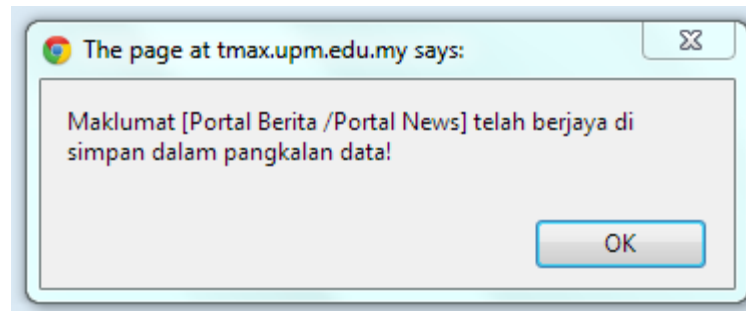 The page at tmax.upm.edu.my says:
Maklumat [Portal Berita /Portal News] telah berjaya di
simpan dalam pangkalan data!
OK